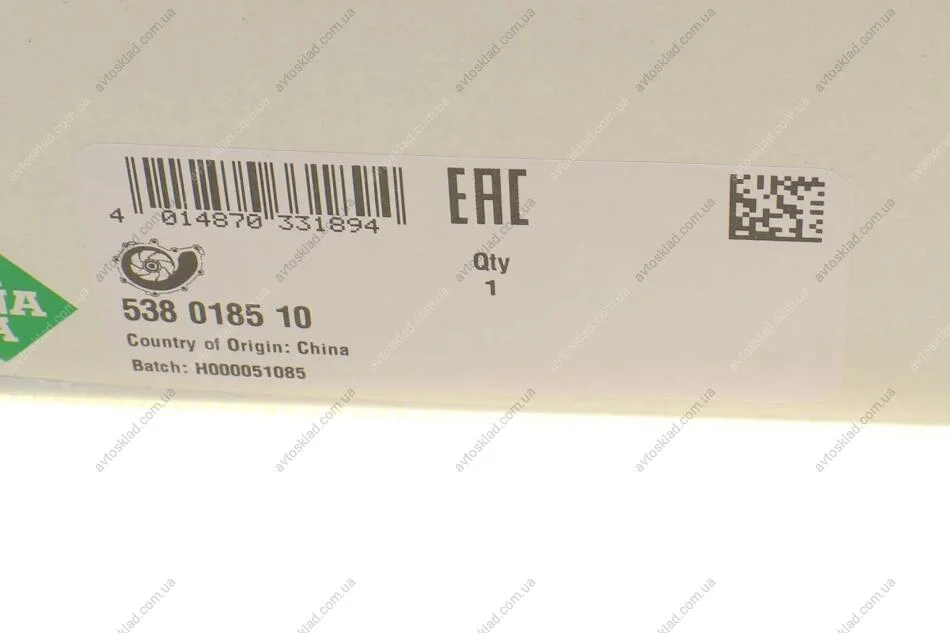 4 014870 331894
EAC
Qty
1
538 0185 10
Country of Origin: China
Batch: H000051085
avtosklad.com.ua